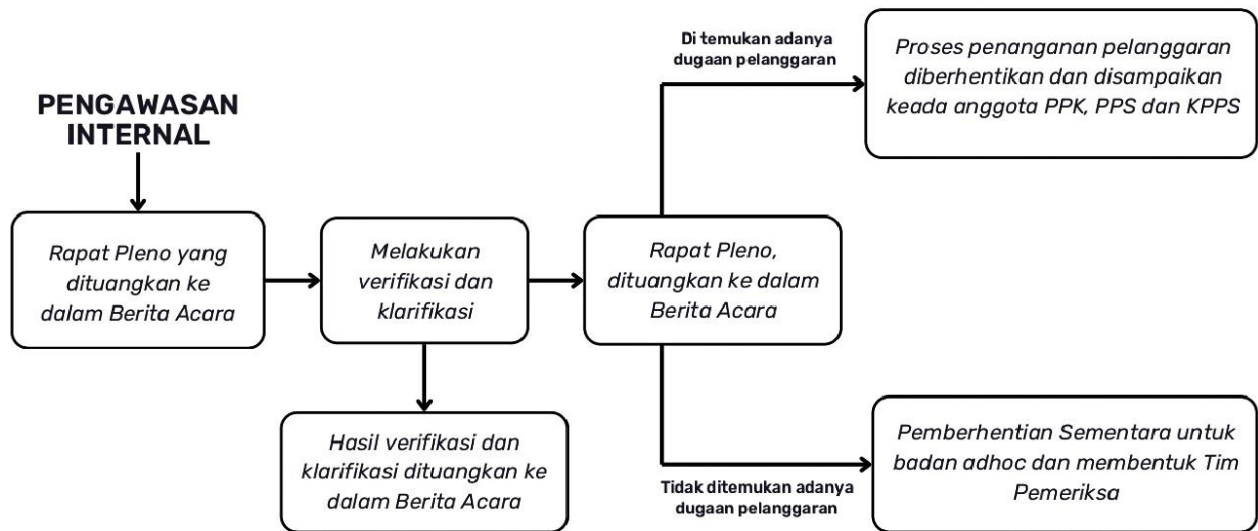 PENGAWASAN
INTERNAL
Rapat Pleno yang
dituangkan ke
dalam Berita Acara
Melakukan
verifikasi dan
klarifikasi
Hasil verifikasi dan
klarifikasi dituangkan ke
dalam Berita Acara
Rapat Pleno,
dituangkan ke dalam
Berita Acara
Di temukan adanya
dugaan pelanggaran
Proses penanganan pelanggaran
diberhentikan dan disampaikan
keada anggota PPK, PPS dan KPPS
Tidak ditemukan adanya
dugaan pelanggaran
Pemberhentian Sementara untuk
badan adhoc dan membentuk Tim
Pemeriksa